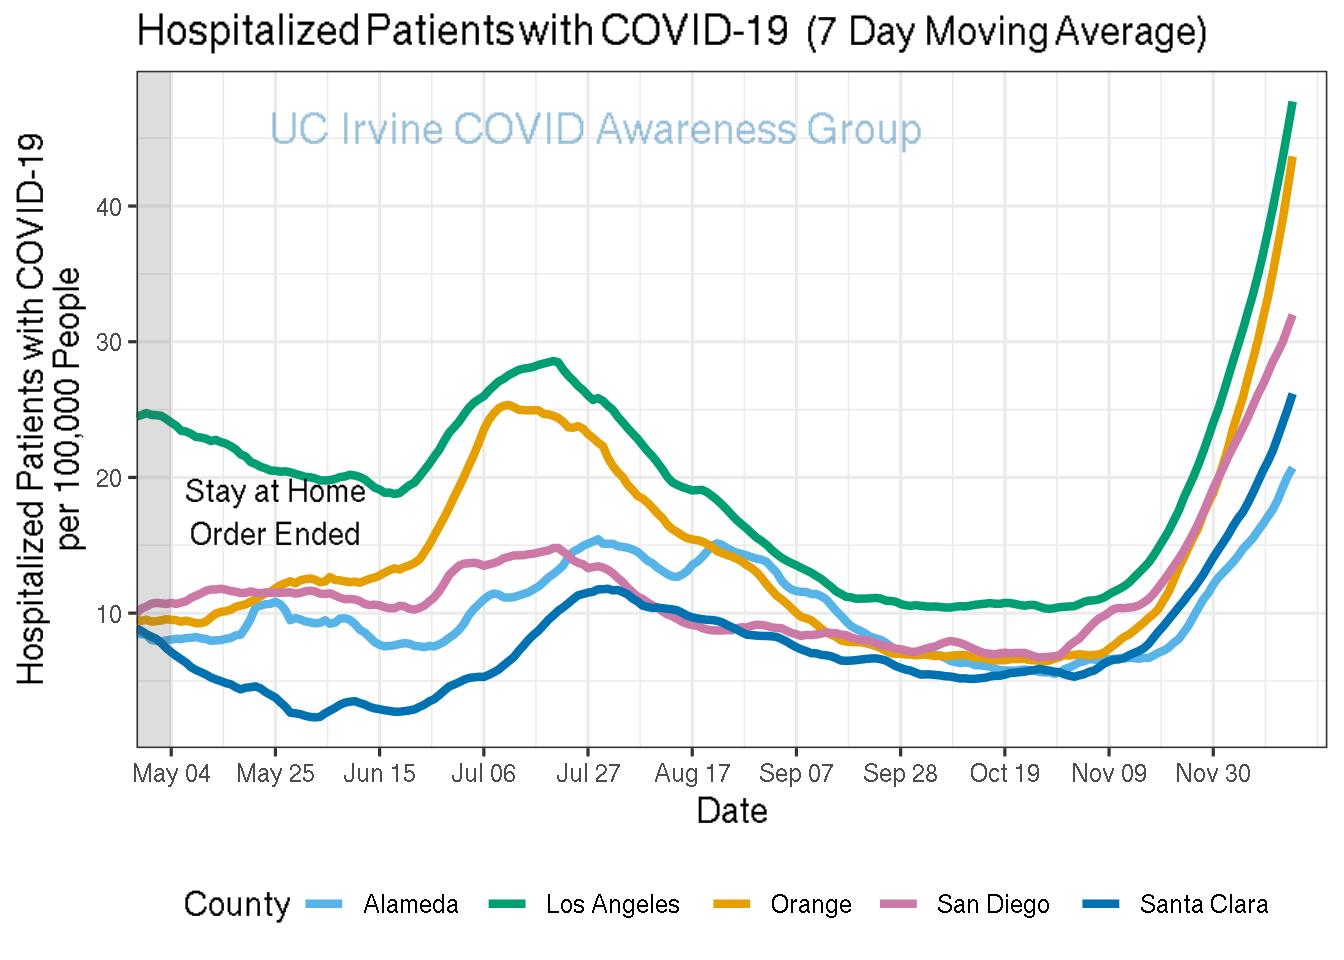 Hospitalized Patients with COVID-19 (7 Day Moving Average)
UC Irvine COVID Awareness Group
Hospitalized Patients with COVID-19
per 100,000 People
40
30
20
10
Stay at Home
Order Ended
May 04 May 25 Jun 15 Jul 06 Jul 27 Aug 17 Sep 07 Sep 28 Oct 19 Nov 09 Nov 30
Date
County Alameda Los Angeles Orange San Diego Santa Clara